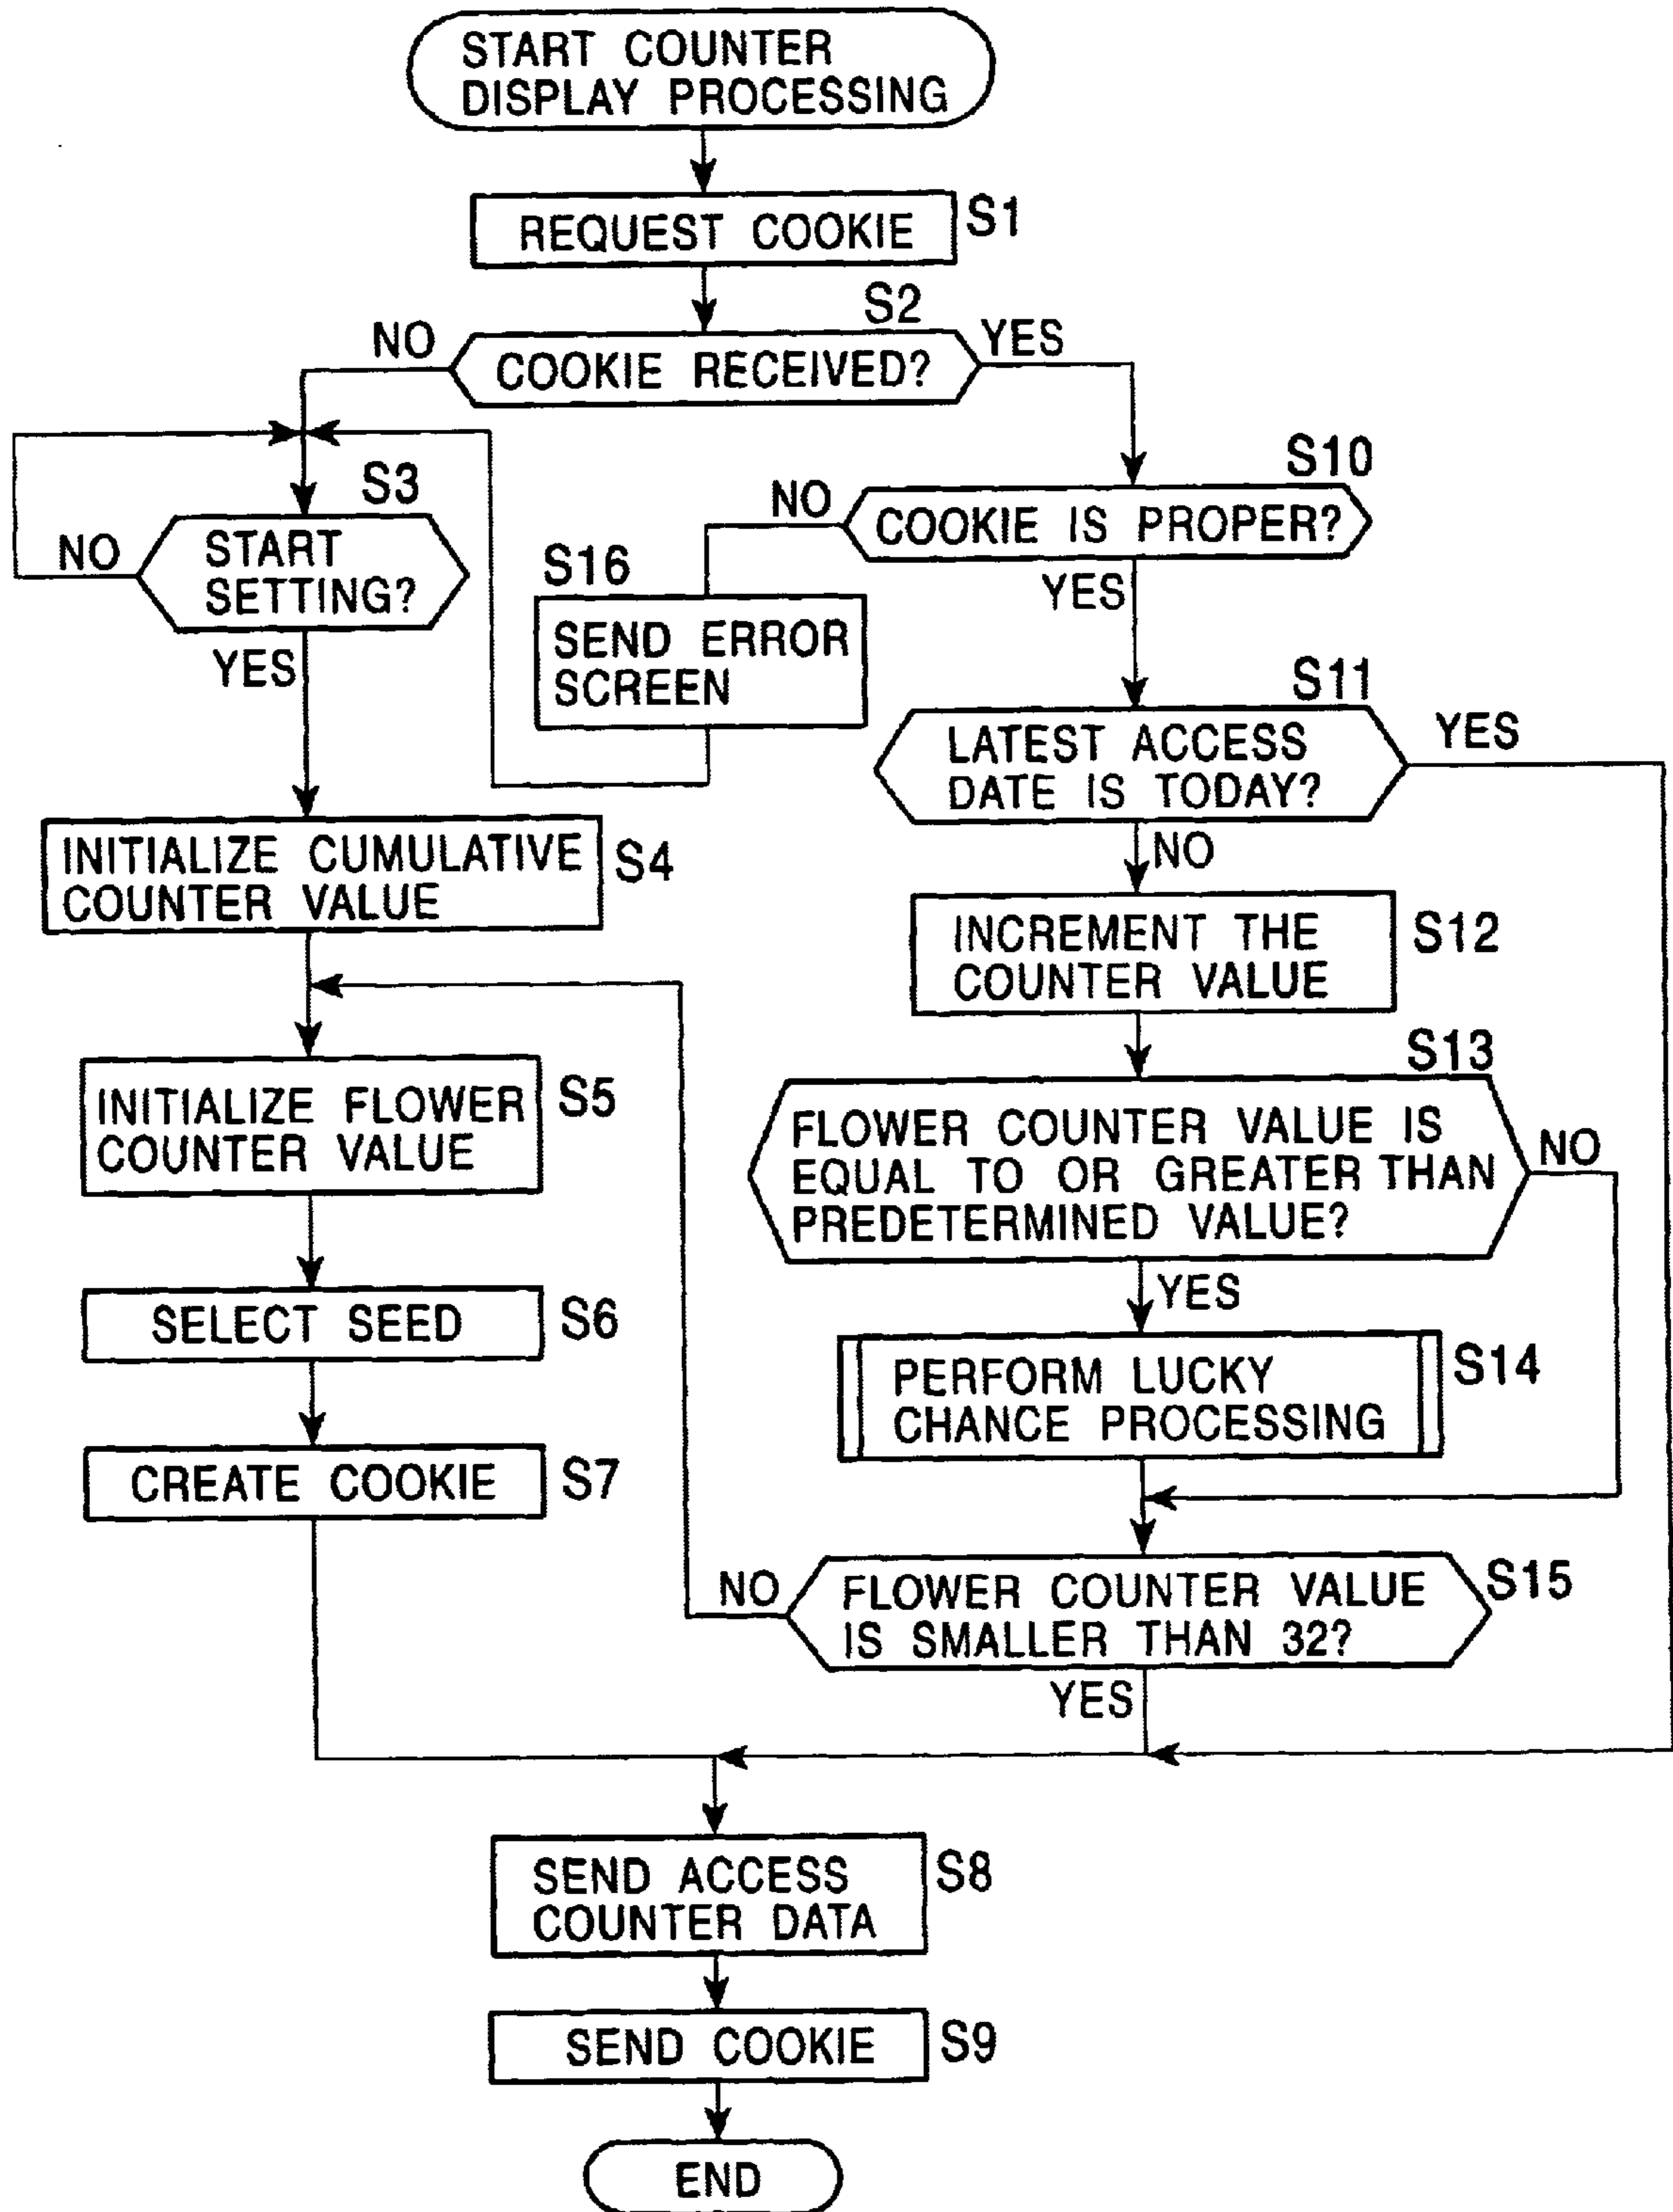 START COUNTER
DISPLAY PROCESSING
REQUEST COOKIE
S1
S2
NO
COOKIE RECEIVED?
YES
S3
NO
START
SETTING?
YES
S10
NO
COOKIE IS PROPER?
YES
S16
SEND ERROR
SCREEN
S11
LATEST ACCESS
DATE IS TODAY?
YES
NO
INITIALIZE CUMULATIVE
COUNTER VALUE
S4
INCREMENT THE
COUNTER VALUE
S12
INITIALIZE FLOWER
COUNTER VALUE
S5
S13
FLOWER COUNTER VALUE IS
EQUAL TO OR GREATER THAN
PREDETERMINED VALUE?
NO
YES
SELECT SEED
S6
PERFORM LUCKY
CHANCE PROCESSING
S14
CREATE COOKIE
S7
NO
FLOWER COUNTER VALUE
IS SMALLER THAN 32?
S15
YES
SEND ACCESS
COUNTER DATA
S8
SEND COOKIE
S9
END